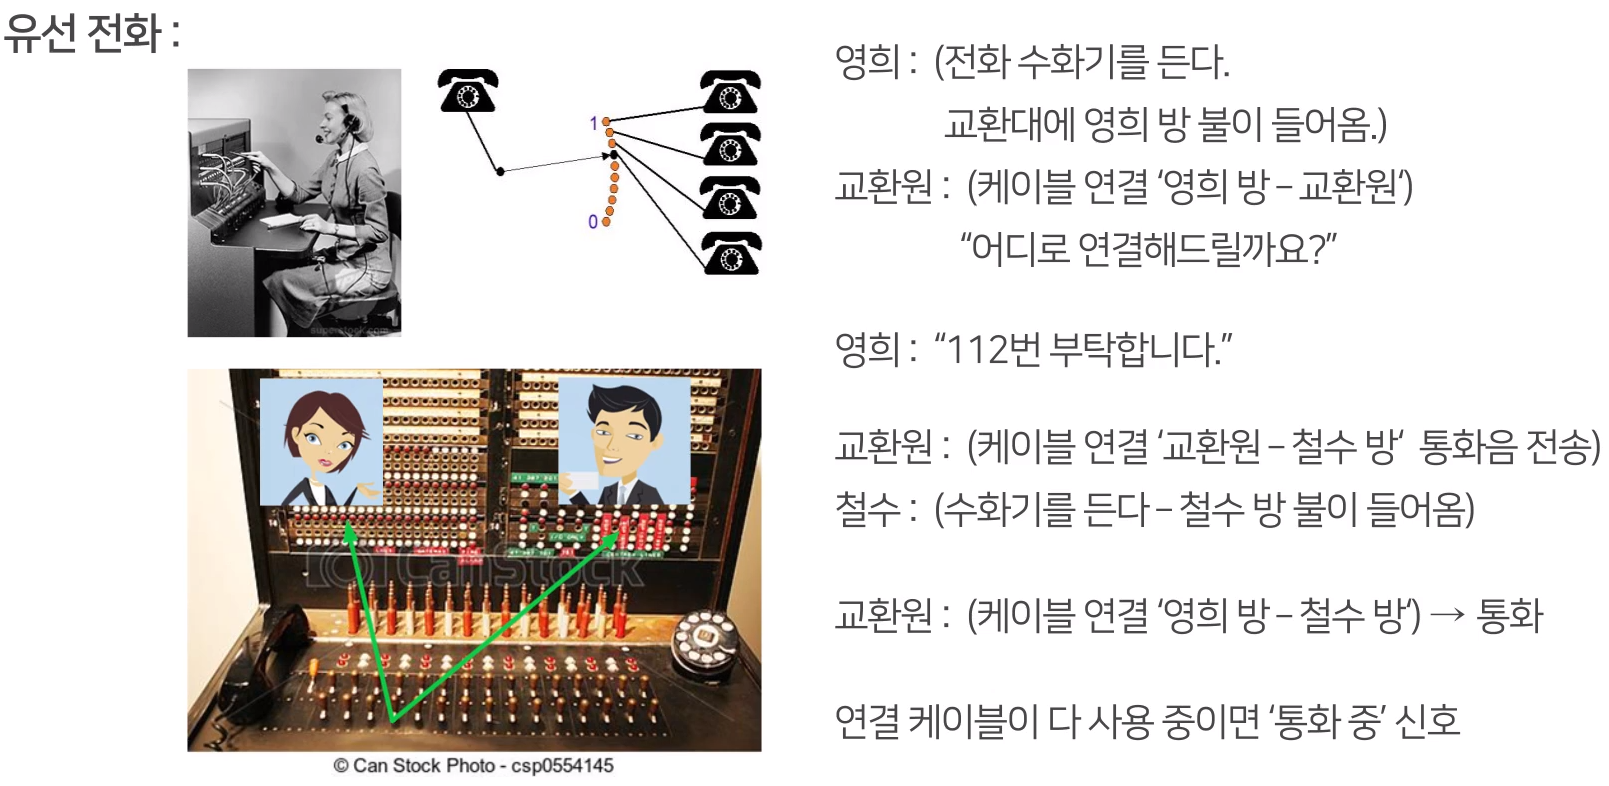 유선 전화 :
superstock.com
1
0
CanStock
© Can Stock Photo - csp0554145
영희 : (전화 수화기를 든다.
교환대에 영희 방 불이 들어옴.)
교환원 : (케이블 연결 ‘영희 방 – 교환원‘)
“어디로 연결해드릴까요?”
영희 : “112번 부탁합니다.”
교환원 : (케이블 연결 ‘교환원 – 철수 방‘ 통화음 전송)
철수 : (수화기를 든다 – 철수 방 불이 들어옴)
교환원 : (케이블 연결 ‘영희 방 – 철수 방‘) → 통화
연결 케이블이 다 사용 중이면 ‘통화 중’ 신호